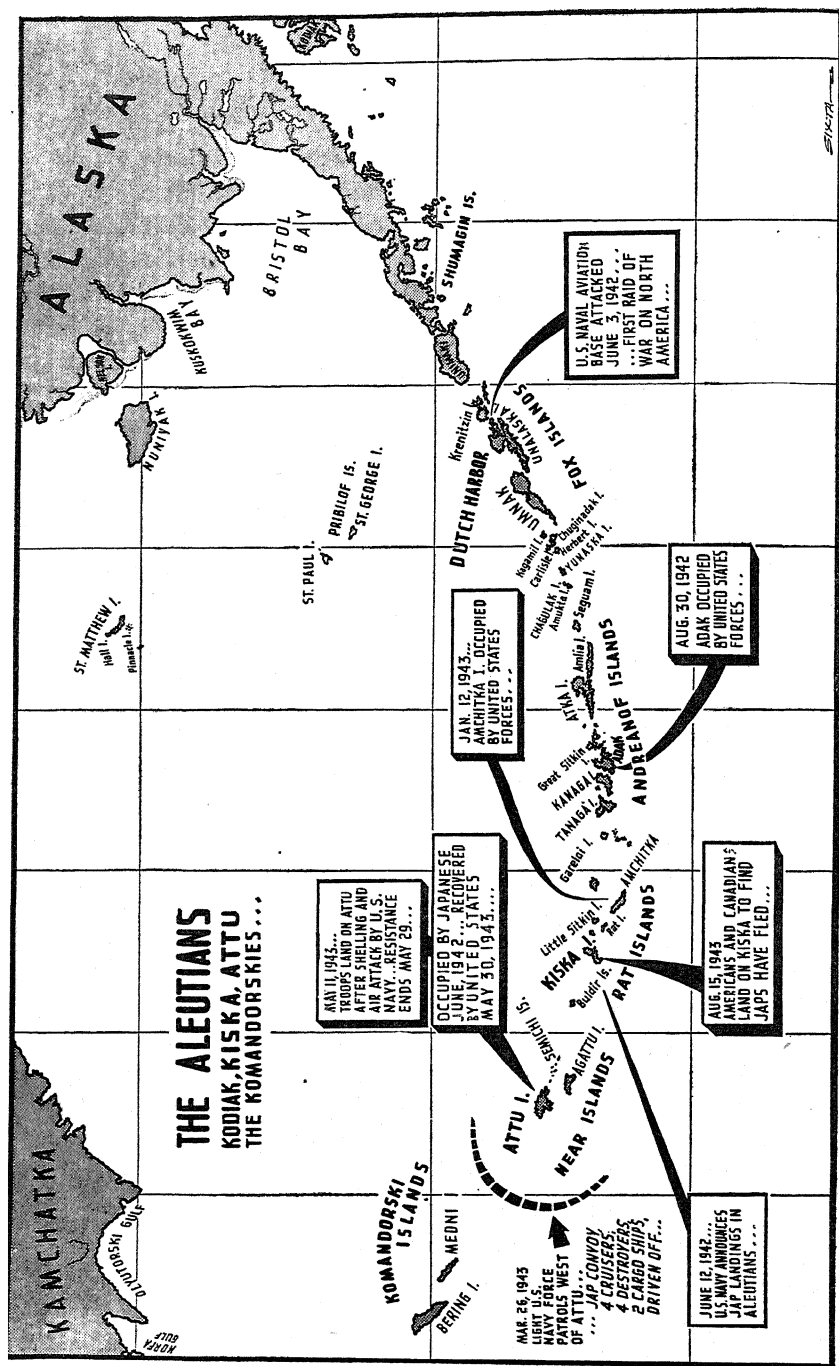 THE ALEUTIANS
KODIAK, KISKA, ATTU
THE KOMANDORSKIES...
KAMCHATKA
OLYUTORSKI GULF
KORFA
GULF
KOMANDORSKI
ISLANDS
MEDNI
BERING I.
MAR. 26, 1943
LIGHT U.S.
NAVY FORCE
PATROLS WEST
OF ATTU...
... JAP CONVOY,
4 CRUISERS,
4 DESTROYERS,
2 CARGO SHIPS,
DRIVEN OFF...
MAY 11, 1943...
TROOPS LAND ON ATTU
AFTER SHELLING AND
AIR ATTACK BY U.S.
NAVY...RESISTANCE
ENDS MAY 29...
OCCUPIED BY JAPANESE
JUNE, 1942...RECOVERED
BY UNITED STATES
MAY 30, 1943....
ATTU I.
SEMICHI IS.
AGATTU I.
NEAR ISLANDS
JUNE 12, 1942...
U.S. NAVY ANNOUNCES
JAP LANDINGS IN
ALEUTIANS...
Buldir Is.
KISKA I.
Little Sitkin I.
Rat I.
AMCHITKA
RAT ISLANDS
AUG. 15, 1943
AMERICANS AND CANADIANS
LAND ON KISKA TO FIND
JAPS HAVE FLED...
JAN. 12, 1943...
AMCHITKA I. OCCUPIED
BY UNITED STATES
FORCES...
Gareloi I.
TANAGA I.
KANAGA I.
Great Sitkin
I.
ADAK
ATKA I.
Amlia I.
ANDREANOF ISLANDS
AUG. 30, 1942
ADAK OCCUPIED
BY UNITED STATES
FORCES...
Seguam I.
Amukta I.
CHAGULAK I.
YUNASKA I.
Herbert I.
Chuginadak I.
Carlisle I.
Kagamil I.
UMNAK
DUTCH HARBOR
UNALASKA I.
Krenitzin I.
FOX ISLANDS
U.S. NAVAL AVIATION
BASE ATTACKED
JUNE 3, 1942...
...FIRST RAID OF
WAR ON NORTH
AMERICA...
UNIMAK I
SHUMAGIN IS.
ST. MATTHEW I.
Hall I.
Pinnacle I.
ST. PAUL I.
PRIBILOF IS.
ST. GEORGE I.
NUNIVAK I.
NELSON
I.
KUSKOKWIM
BAY
BRISTOL
BAY
ALASKA
KODIAK